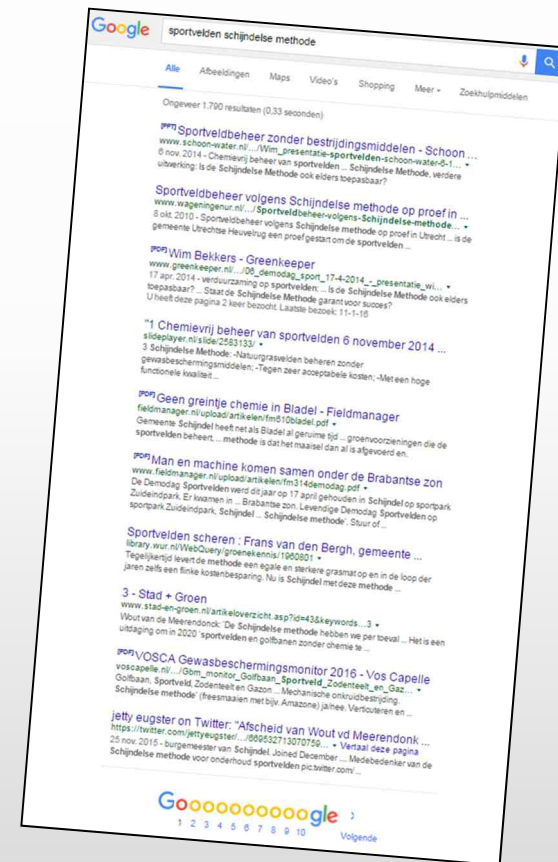 Google
sportvelden schijndelse methode
Alle Afbeeldingen Maps Video's Shopping Meer Zoekhulpmiddelen
Ongeveer 1.790 resultaten (0,33 seconden)
[PPT] Sportveldbeheer zonder bestrijdingsmiddelen - Schoon ...
www.schoon-water.nl/.../Wim_presentatie-sportvelden-schoon-water-6-1...
6 nov. 2014 - Chemievrij beheer van sportvelden ... Schijndelse Methode, verdere
uitwerking: Is de Schijndelse Methode ook elders toepasbaar?
Sportveldbeheer volgens Schijndelse methode op proef in ...
www.wageningenur.nl/.../Sportveldbeheer-volgens-Schijndelse-methode...
8 okt. 2010 - Sportveldbeheer volgens Schijndelse methode op proef in Utrecht ... is de
gemeente Utrechtse Heuvelrug een proef gestart om de sportvelden ...
[PDF] Wim Bekkers - Greenkeeper
www.greenkeeper.nl/.../06_demodag_sport_17-4-2014_-_presentatie_wi...
17 apr. 2014 - verduurzaming op sportvelden: ... Is de Schijndelse Methode ook elders
toepasbaar? ... Staat de Schijndelse Methode garant voor succes?
U heeft deze pagina 2 keer bezocht. Laatste bezoek: 11-1-16
"1 Chemievrij beheer van sportvelden 6 november 2014 ...
slideplayer.nl/slide/2583133/
3 Schijndelse Methode: -Natuurgrasvelden beheren zonder
gewasbeschermingsmiddelen; -Tegen zeer acceptabele kosten; -Met een hoge
functionele kwaliteit ...
[PDF] Geen greintje chemie in Bladel - Fieldmanager
fieldmanager.nl/upload/artikelen/fm610bladel.pdf
Gemeente Schijndel heeft net als Bladel al geruime tijd ... groenvoorzieningen die de
sportvelden beheert, ... methode is dat het maaisel dan al is afgevoerd en.
[PDF] Man en machine komen samen onder de Brabantse zon
www.fieldmanager.nl/upload/artikelen/fm314demodag.pdf
De Demodag Sportvelden werd dit jaar op 17 april gehouden in Schijndel op sportpark
Zuideindpark. Er kwamen in ... Brabantse zon. Levendige Demodag Sportvelden op
sportpark Zuideindpark, Schijndel ... Schijndelse methode'. Stuur of ...
Sportvelden scheren : Frans van den Bergh, gemeente ...
library.wur.nl/WebQuery/groenekennis/1960801
Tegelijkertijd levert de methode een egale en sterkere grasmat op en in de loop der
jaren zelfs een flinke kostenbesparing. Nu is Schijndel met deze methode ...
3 - Stad + Groen
www.stad-en-groen.nl/artikeloverzicht.asp?id=43&keywords...3
Wout van de Meerendonck: 'De Schijndelse methode hebben we per toeval ... Het is een
uitdaging om in 2020 'sportvelden en golfbanen zonder chemie te ...
[PDF] VOSCA Gewasbeschermingsmonitor 2016 - Vos Capelle
voscapelle.nl/.../Gbm_monitor_Golfbaan_Sportveld_Zodenteelt_en_Gaz...
Golfbaan, Sportveld, Zodenteelt en Gazon ... Mechanische onkruidbestrijding.
Schijndelse methode' (freesmaaien met bijv. Amazone) ja/nee. Verticuteren en ...
jetty eugster on Twitter: "Afscheid van Wout vd Meerendonk ...
https://twitter.com/jettyeugster/.../669532713070759... Vertaal deze pagina
25 nov. 2015 - burgemeester van Schijndel. Joined December ... Medebedenker van de
Schijndelse methode voor onderhoud sportvelden pic.twitter.com/ ...
Goooooooooogle
1 2 3 4 5 6 7 8 9 10 Volgende